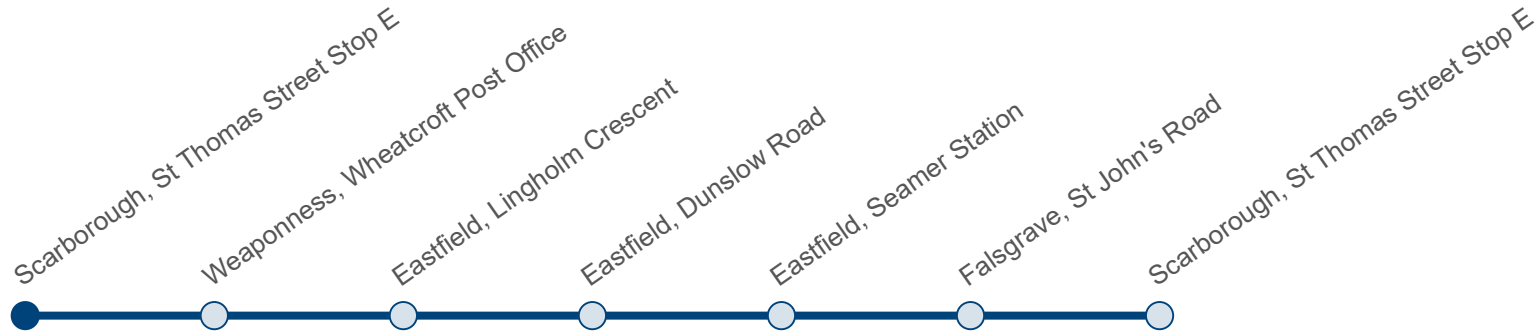 Scarborough, St Thomas Street Stop E
Weaponness, Wheatcroft Post Office
Eastfield, Lingholm Crescent
Eastfield, Dunslow Road
Eastfield, Seamer Station
Falsgrave, St John's Road
Scarborough, St Thomas Street Stop E